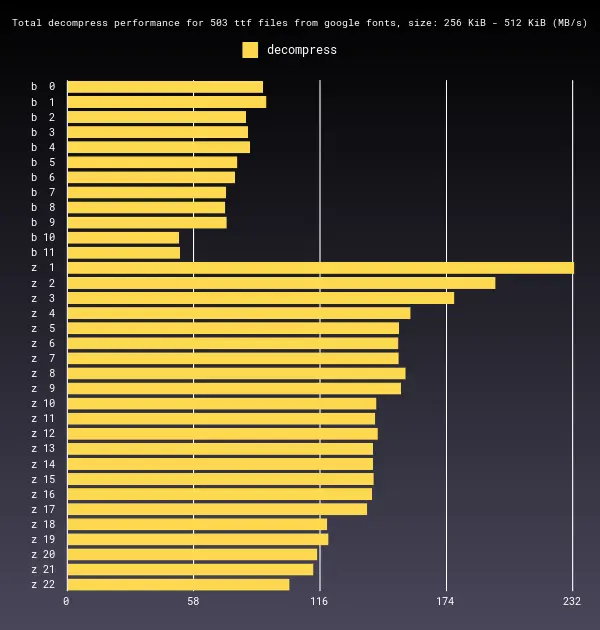 Total decompress performance for 503 ttf files from google fonts, size: 256 KiB - 512 KiB (MB/s)
decompress
b 0
b 1
b 2
b 3
b 4
b 5
b 6
b 7
b 8
b 9
b 10
b 11
z 1
z 2
z 3
z 4
z 5
z 6
z 7
z 8
z 9
z 10
z 11
z 12
z 13
z 14
z 15
z 16
z 17
z 18
z 19
z 20
z 21
z 22
0 58 116 174 232